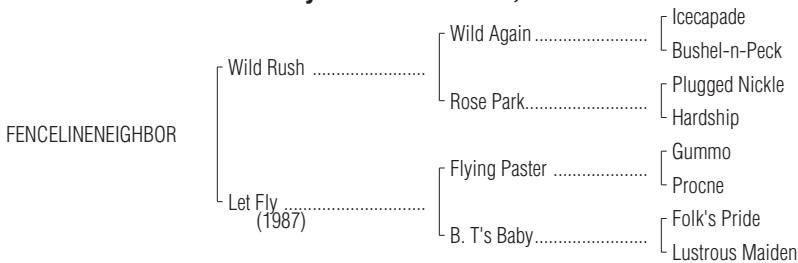 Icecapade
Wild Again
Bushel-n-Peck
Wild Rush
Plugged Nickle
Rose Park
Hardship
FENCELINENEIGHBOR
Gummo
Flying Paster
Procne
Let Fly
(1987)
Folk's Pride
B. T's Baby
Lustrous Maiden